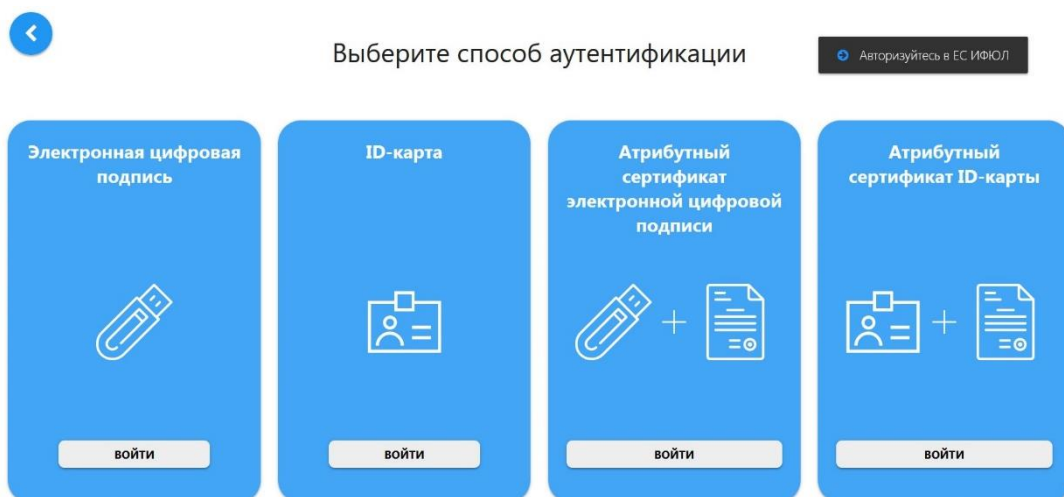 Выберите способ аутентификации
Авторизуйтесь в ЕС ИФЮЛ
Электронная цифровая
подпись
ВОЙТИ
ID-карта
ВОЙТИ
Атрибутный
сертификат
электронной цифровой
подписи
ВОЙТИ
Атрибутный
сертификат ID-карты
ВОЙТИ